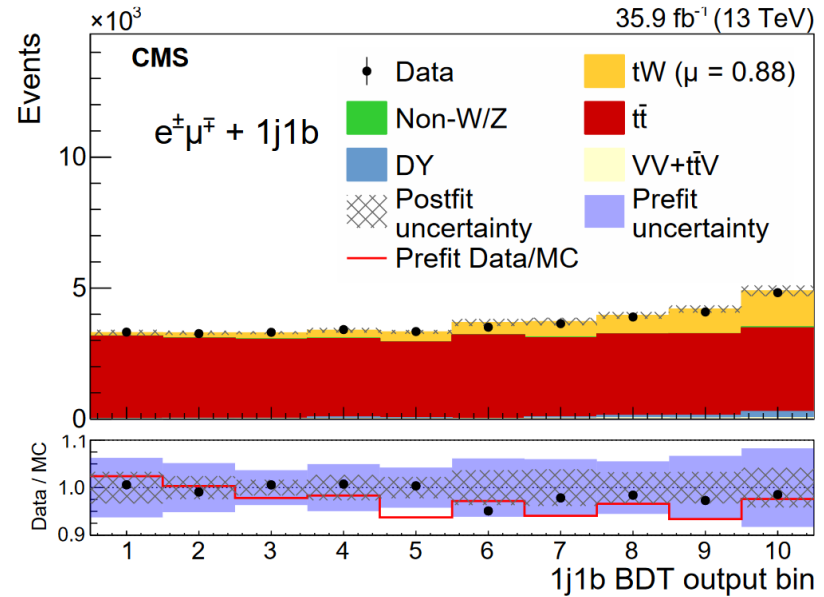 ×10³
35.9 fb⁻¹ (13 TeV)
Events
CMS
e±μ∓ + 1j1b
Data
tW (μ = 0.88)
Non-W/Z
tt̄
DY
VV+tt̄V
Postfit uncertainty
Prefit uncertainty
Prefit Data/MC
10
5
0
Data / MC
1.1
1.0
0.9
1 2 3 4 5 6 7 8 9 10
1j1b BDT output bin